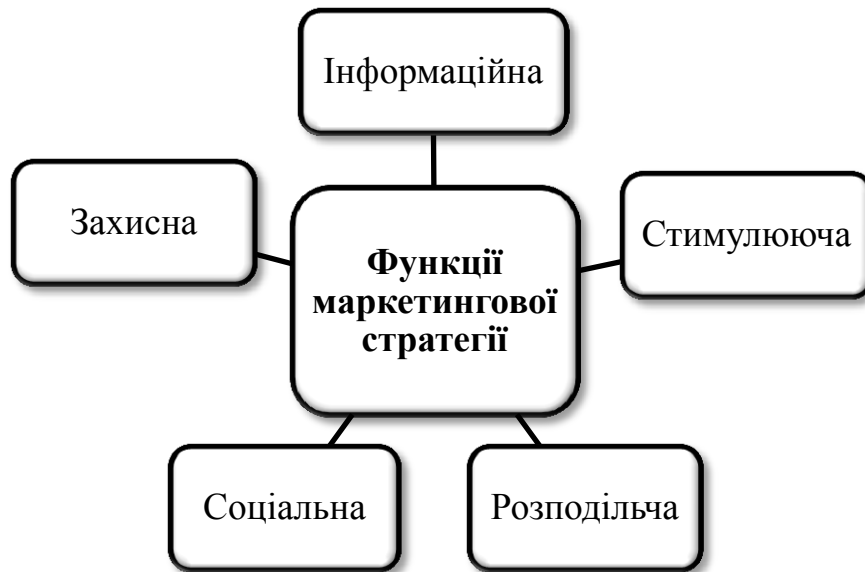 Інформаційна
Захисна
Стимулююча
Функції
маркетингової
стратегії
Соціальна
Розподільча